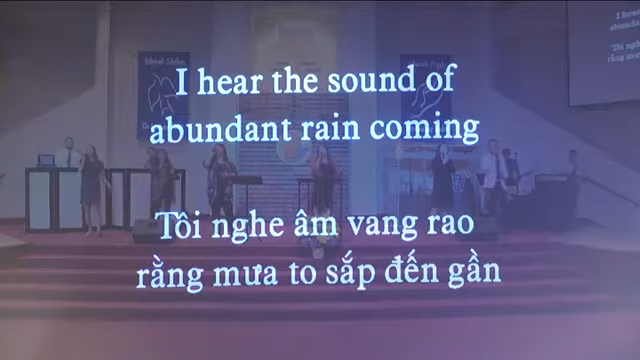 I hear the sound of
abundant rain coming
Tôi nghe âm vang rao
rằng mưa to sắp đến gần